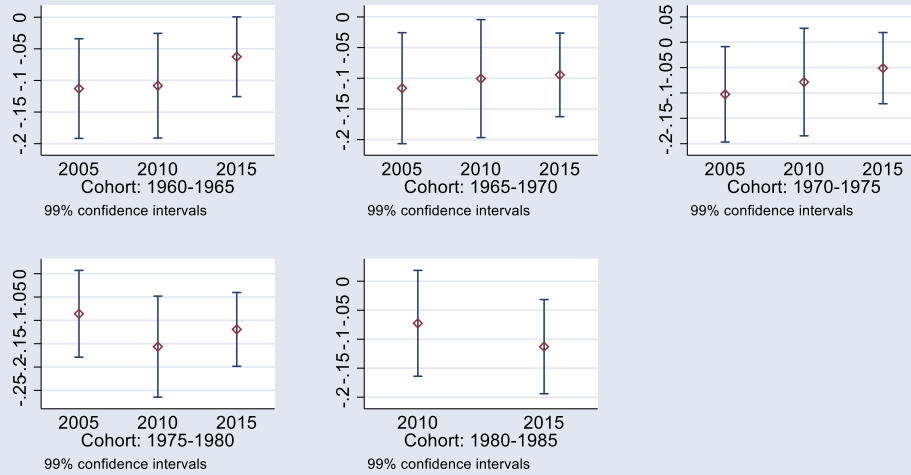 0
-.05
-.1
-.15
-.2
2005 2010 2015
Cohort: 1960-1965
99% confidence intervals
0
-.05
-.1
-.15
-.2
2005 2010 2015
Cohort: 1965-1970
99% confidence intervals
.05
0
-.05
-.1
-.15
-.2
2005 2010 2015
Cohort: 1970-1975
99% confidence intervals
0
-.05
-.1
-.15
-.2
-.25
2005 2010 2015
Cohort: 1975-1980
99% confidence intervals
0
-.05
-.1
-.15
-.2
2010 2015
Cohort: 1980-1985
99% confidence intervals